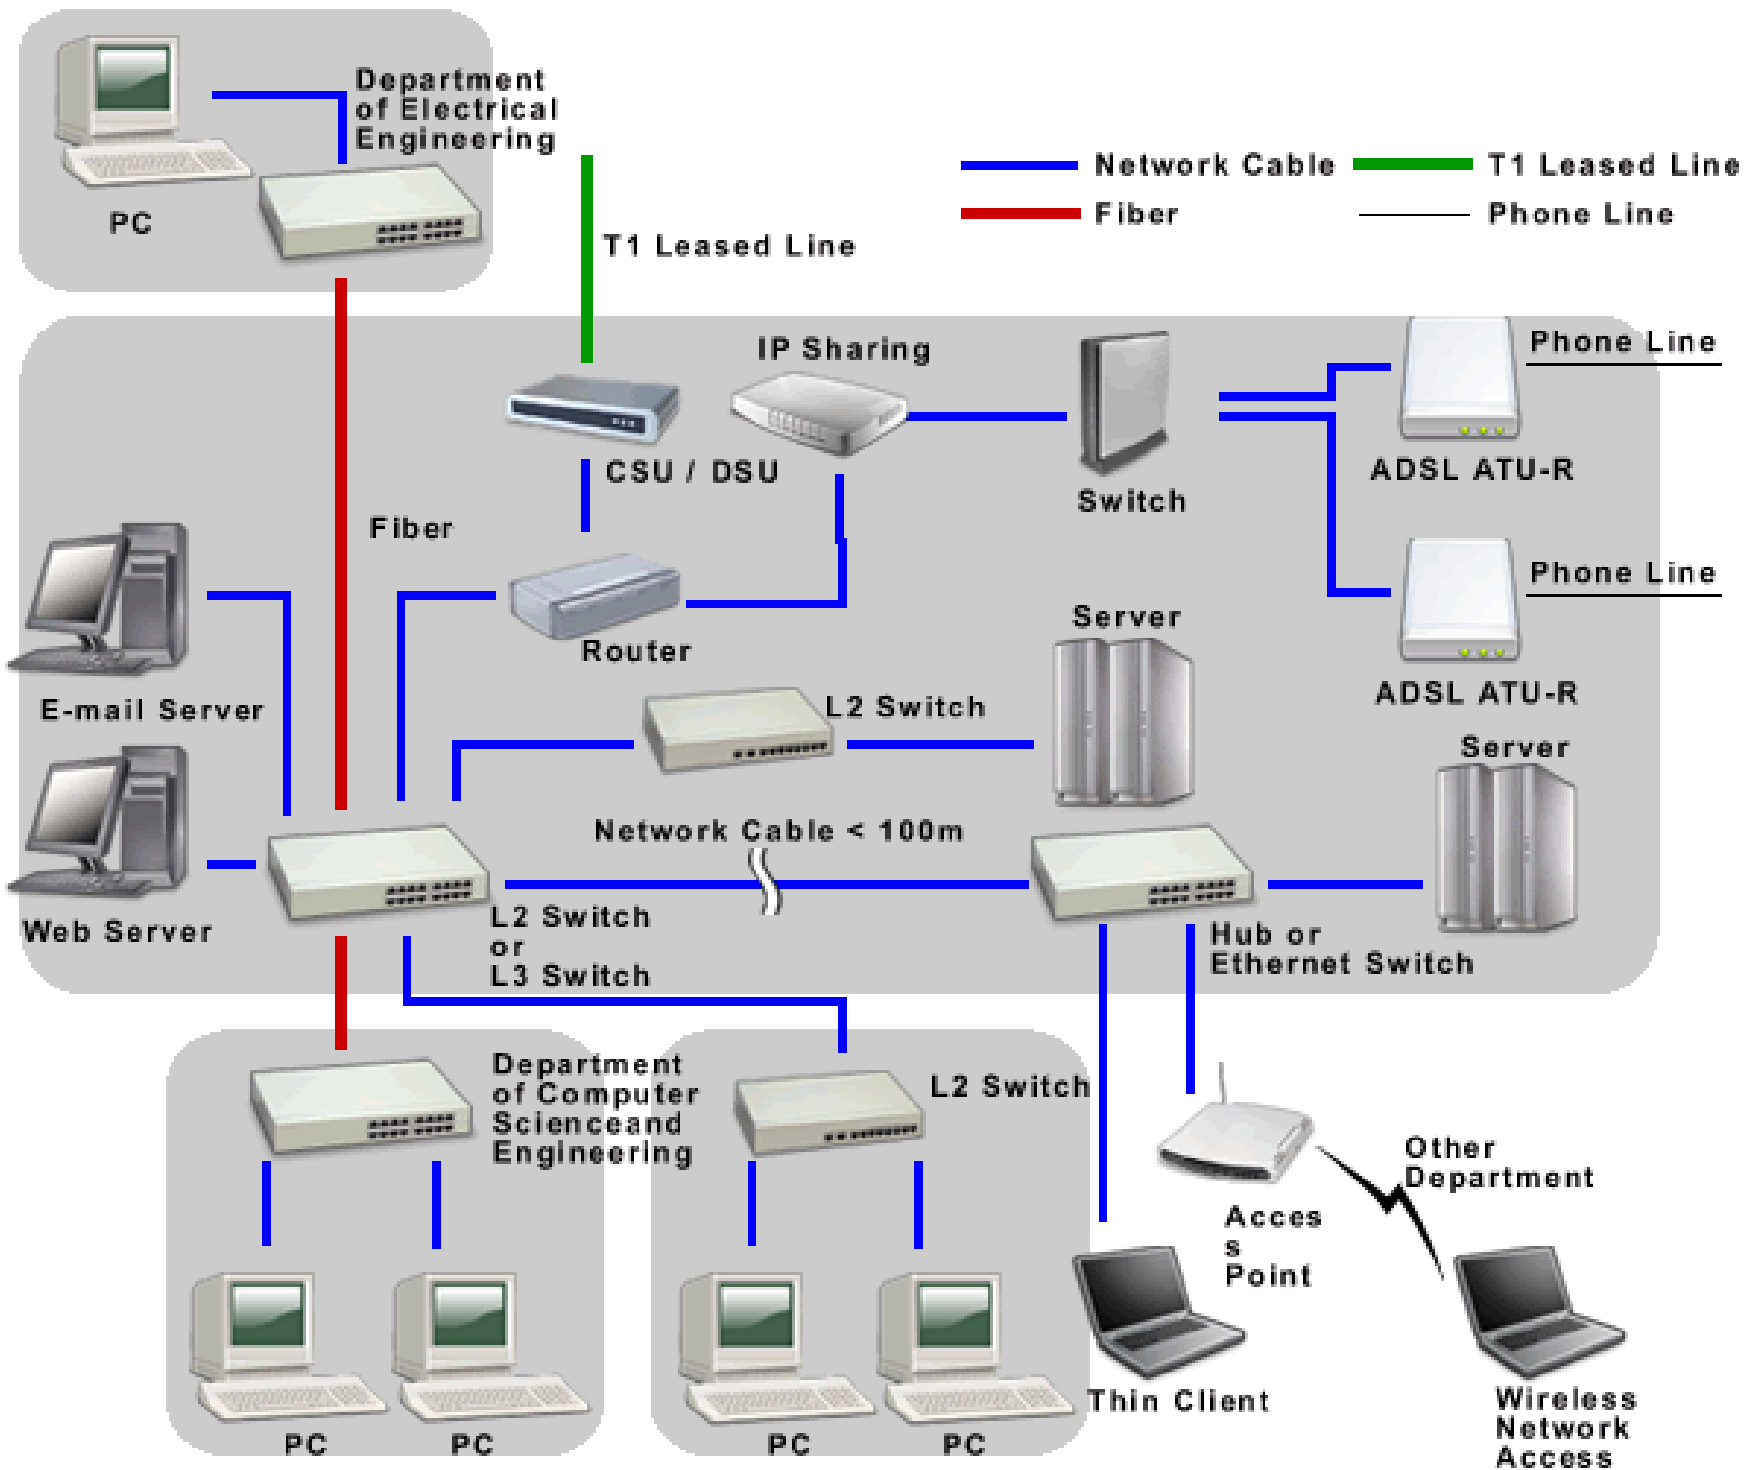 Department
of Electrical
Engineering
PC
Network Cable
T1 Leased Line
Fiber
Phone Line
T1 Leased Line
IP Sharing
Phone Line
CSU / DSU
Switch
ADSL ATU-R
Fiber
Phone Line
Router
Server
E-mail Server
L2 Switch
ADSL ATU-R
Server
Network Cable < 100m
Web Server
L2 Switch
or
L3 Switch
Hub or
Ethernet Switch
Department
of Computer
Scienceand
Engineering
L2 Switch
Other
Department
Acces
s
Point
Thin Client
Wireless
Network
Access
PC
PC
PC
PC